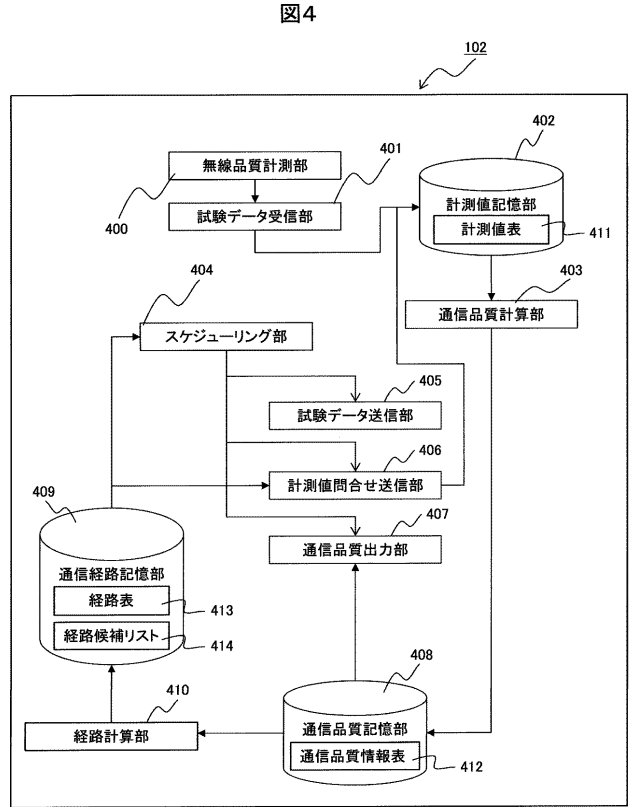 図4
102
402
401
無線品質計測部
400
試験データ受信部
計測値記憶部
計測値表
411
404
403
スケジューリング部
通信品質計算部
405
試験データ送信部
406
計測値問合せ送信部
409
407
通信品質出力部
通信経路記憶部
経路表
413
経路候補リスト
414
408
410
経路計算部
通信品質記憶部
通信品質情報表
412